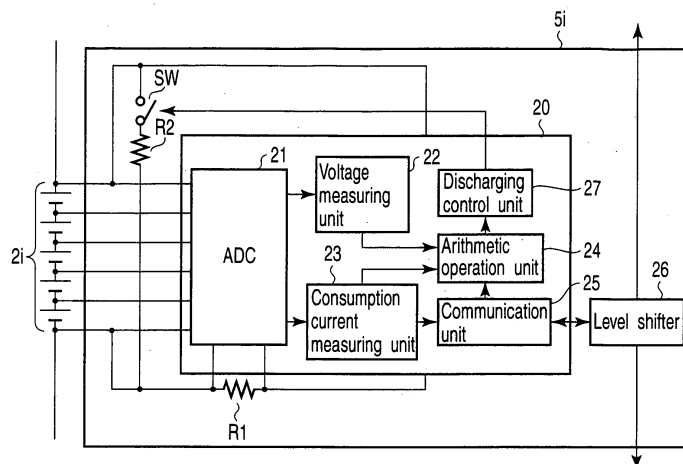 5i
SW
R2
20
21
22
Voltage
measuring
unit
Discharging
control unit
27
2i
ADC
Arithmetic
operation unit
24
23
25
Consumption
current
measuring unit
Communication
unit
26
Level shifter
R1